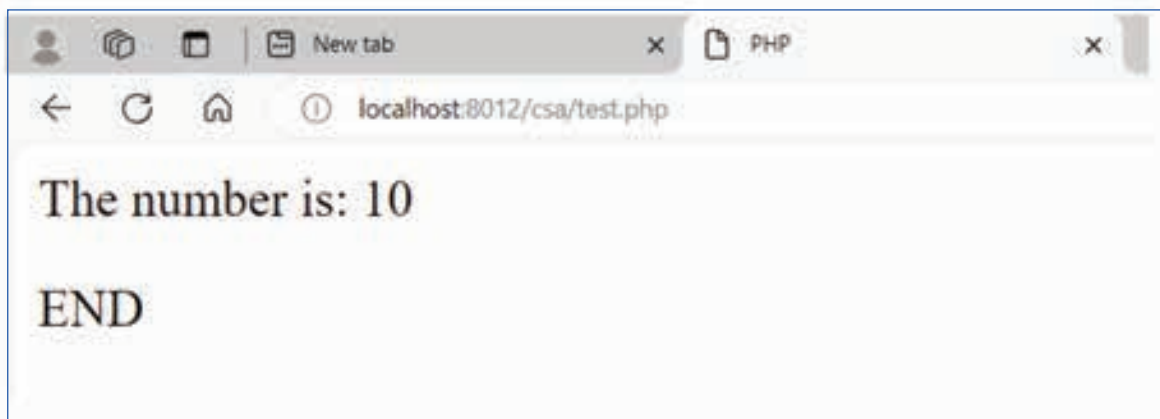 New tab
PHP
localhost:8012/csa/test.php
The number is: 10
END